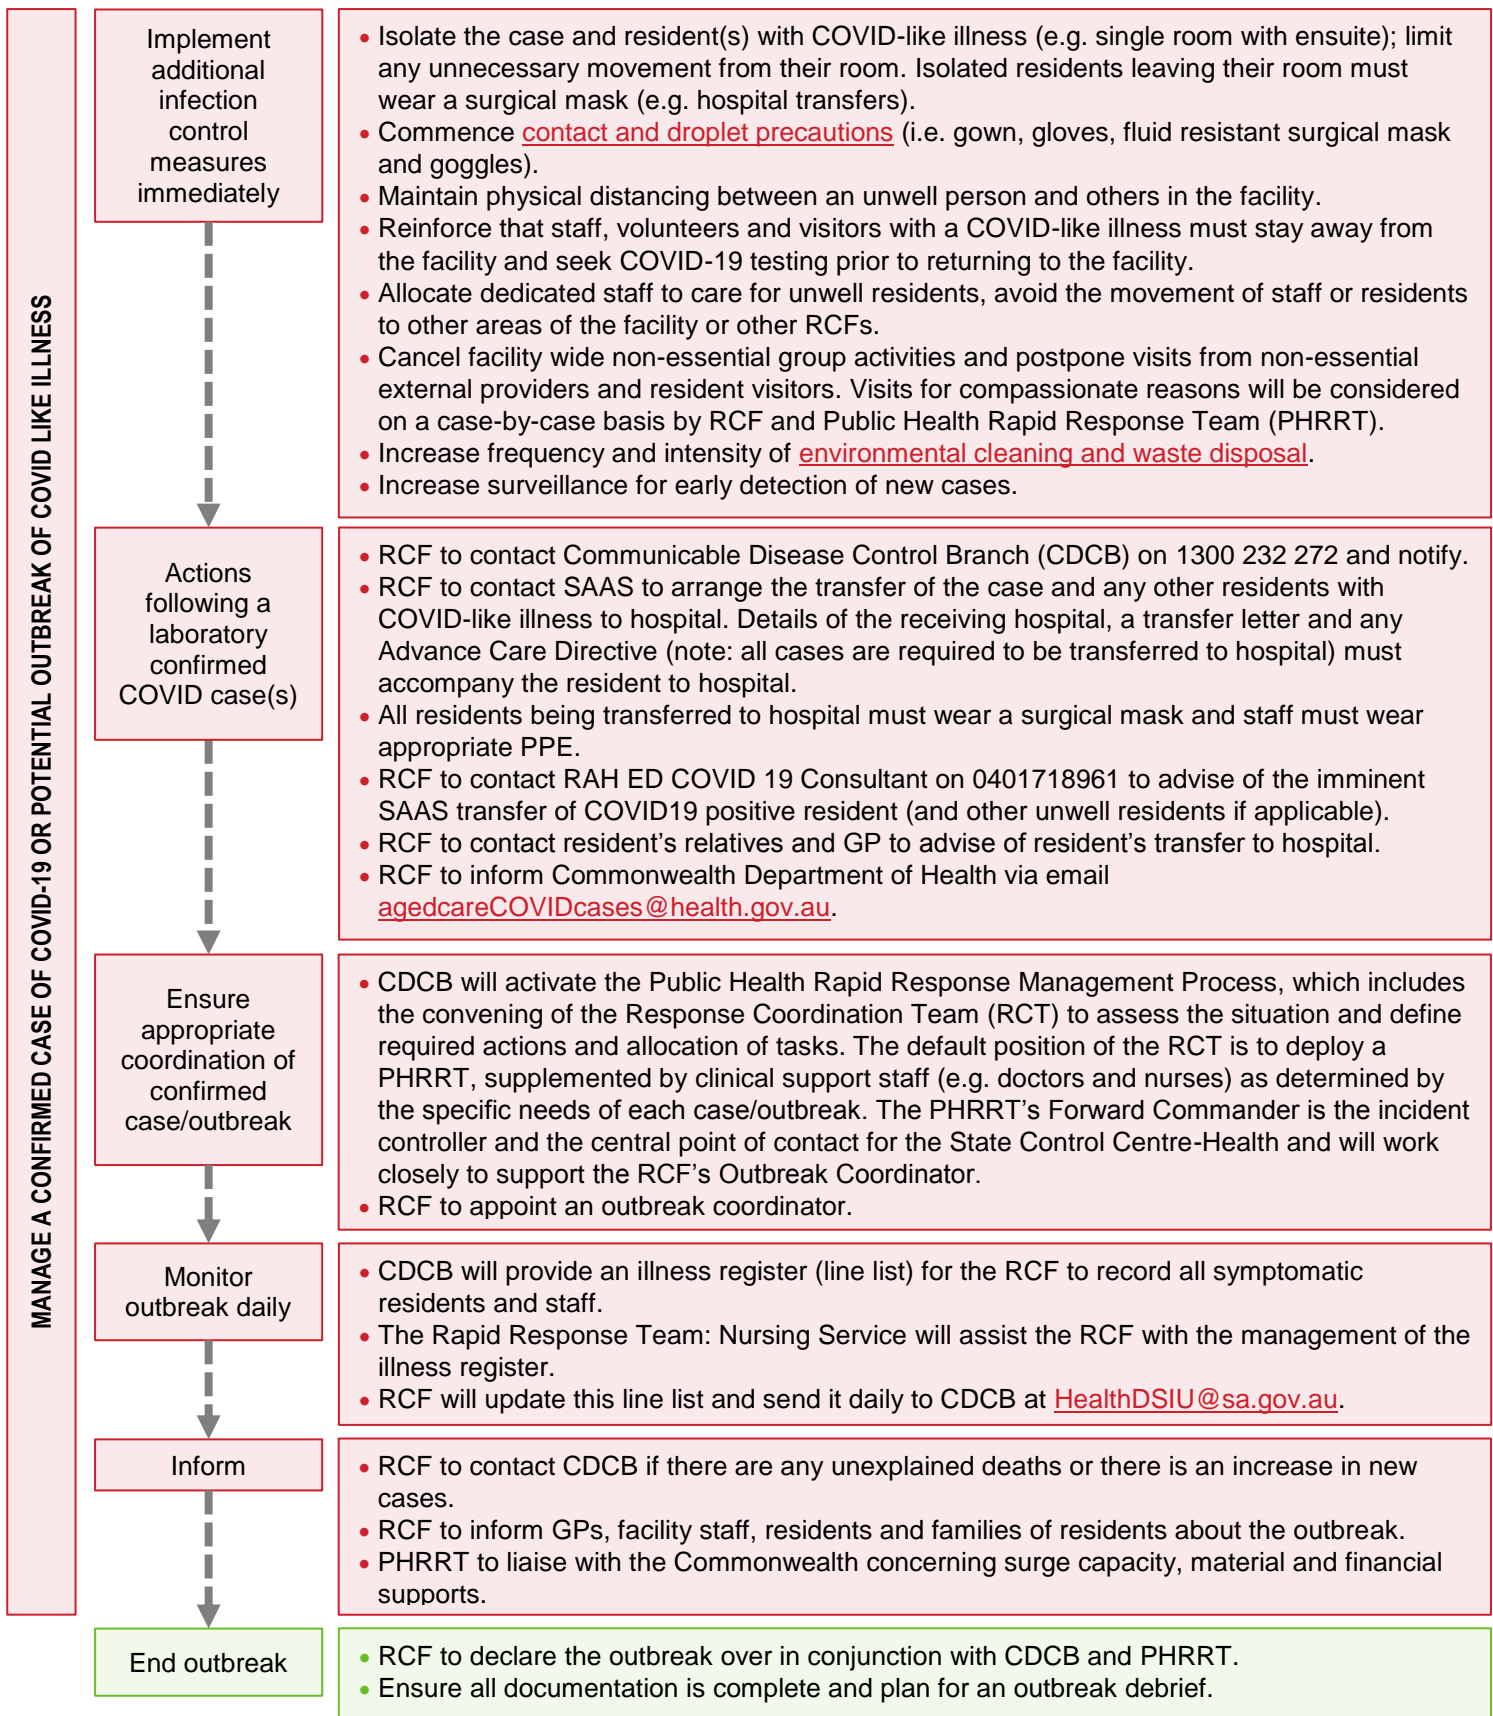 MANAGE A CONFIRMED CASE OF COVID-19 OR POTENTIAL OUTBREAK OF COVID LIKE ILLNESS
Implement
additional
infection
control
measures
immediately
• Isolate the case and resident(s) with COVID-like illness (e.g. single room with ensuite); limit
any unnecessary movement from their room. Isolated residents leaving their room must
wear a surgical mask (e.g. hospital transfers).
• Commence contact and droplet precautions (i.e. gown, gloves, fluid resistant surgical mask
and goggles).
• Maintain physical distancing between an unwell person and others in the facility.
• Reinforce that staff, volunteers and visitors with a COVID-like illness must stay away from
the facility and seek COVID-19 testing prior to returning to the facility.
• Allocate dedicated staff to care for unwell residents, avoid the movement of staff or residents
to other areas of the facility or other RCFs.
• Cancel facility wide non-essential group activities and postpone visits from non-essential
external providers and resident visitors. Visits for compassionate reasons will be considered
on a case-by-case basis by RCF and Public Health Rapid Response Team (PHRRT).
• Increase frequency and intensity of environmental cleaning and waste disposal.
• Increase surveillance for early detection of new cases.
Actions
following a
laboratory
confirmed
COVID case(s)
• RCF to contact Communicable Disease Control Branch (CDCB) on 1300 232 272 and notify.
• RCF to contact SAAS to arrange the transfer of the case and any other residents with
COVID-like illness to hospital. Details of the receiving hospital, a transfer letter and any
Advance Care Directive (note: all cases are required to be transferred to hospital) must
accompany the resident to hospital.
• All residents being transferred to hospital must wear a surgical mask and staff must wear
appropriate PPE.
• RCF to contact RAH ED COVID 19 Consultant on 0401718961 to advise of the imminent
SAAS transfer of COVID19 positive resident (and other unwell residents if applicable).
• RCF to contact resident's relatives and GP to advise of resident's transfer to hospital.
• RCF to inform Commonwealth Department of Health via email
agedcareCOVIDcases@health.gov.au.
Ensure
appropriate
coordination of
confirmed
case/outbreak
• CDCB will activate the Public Health Rapid Response Management Process, which includes
the convening of the Response Coordination Team (RCT) to assess the situation and define
required actions and allocation of tasks. The default position of the RCT is to deploy a
PHRRT, supplemented by clinical support staff (e.g. doctors and nurses) as determined by
the specific needs of each case/outbreak. The PHRRT's Forward Commander is the incident
controller and the central point of contact for the State Control Centre-Health and will work
closely to support the RCF's Outbreak Coordinator.
• RCF to appoint an outbreak coordinator.
Monitor
outbreak daily
• CDCB will provide an illness register (line list) for the RCF to record all symptomatic
residents and staff.
• The Rapid Response Team: Nursing Service will assist the RCF with the management of the
illness register.
• RCF will update this line list and send it daily to CDCB at HealthDSIU@sa.gov.au.
Inform
• RCF to contact CDCB if there are any unexplained deaths or there is an increase in new
cases.
• RCF to inform GPs, facility staff, residents and families of residents about the outbreak.
• PHRRT to liaise with the Commonwealth concerning surge capacity, material and financial
supports.
End outbreak
• RCF to declare the outbreak over in conjunction with CDCB and PHRRT.
• Ensure all documentation is complete and plan for an outbreak debrief.